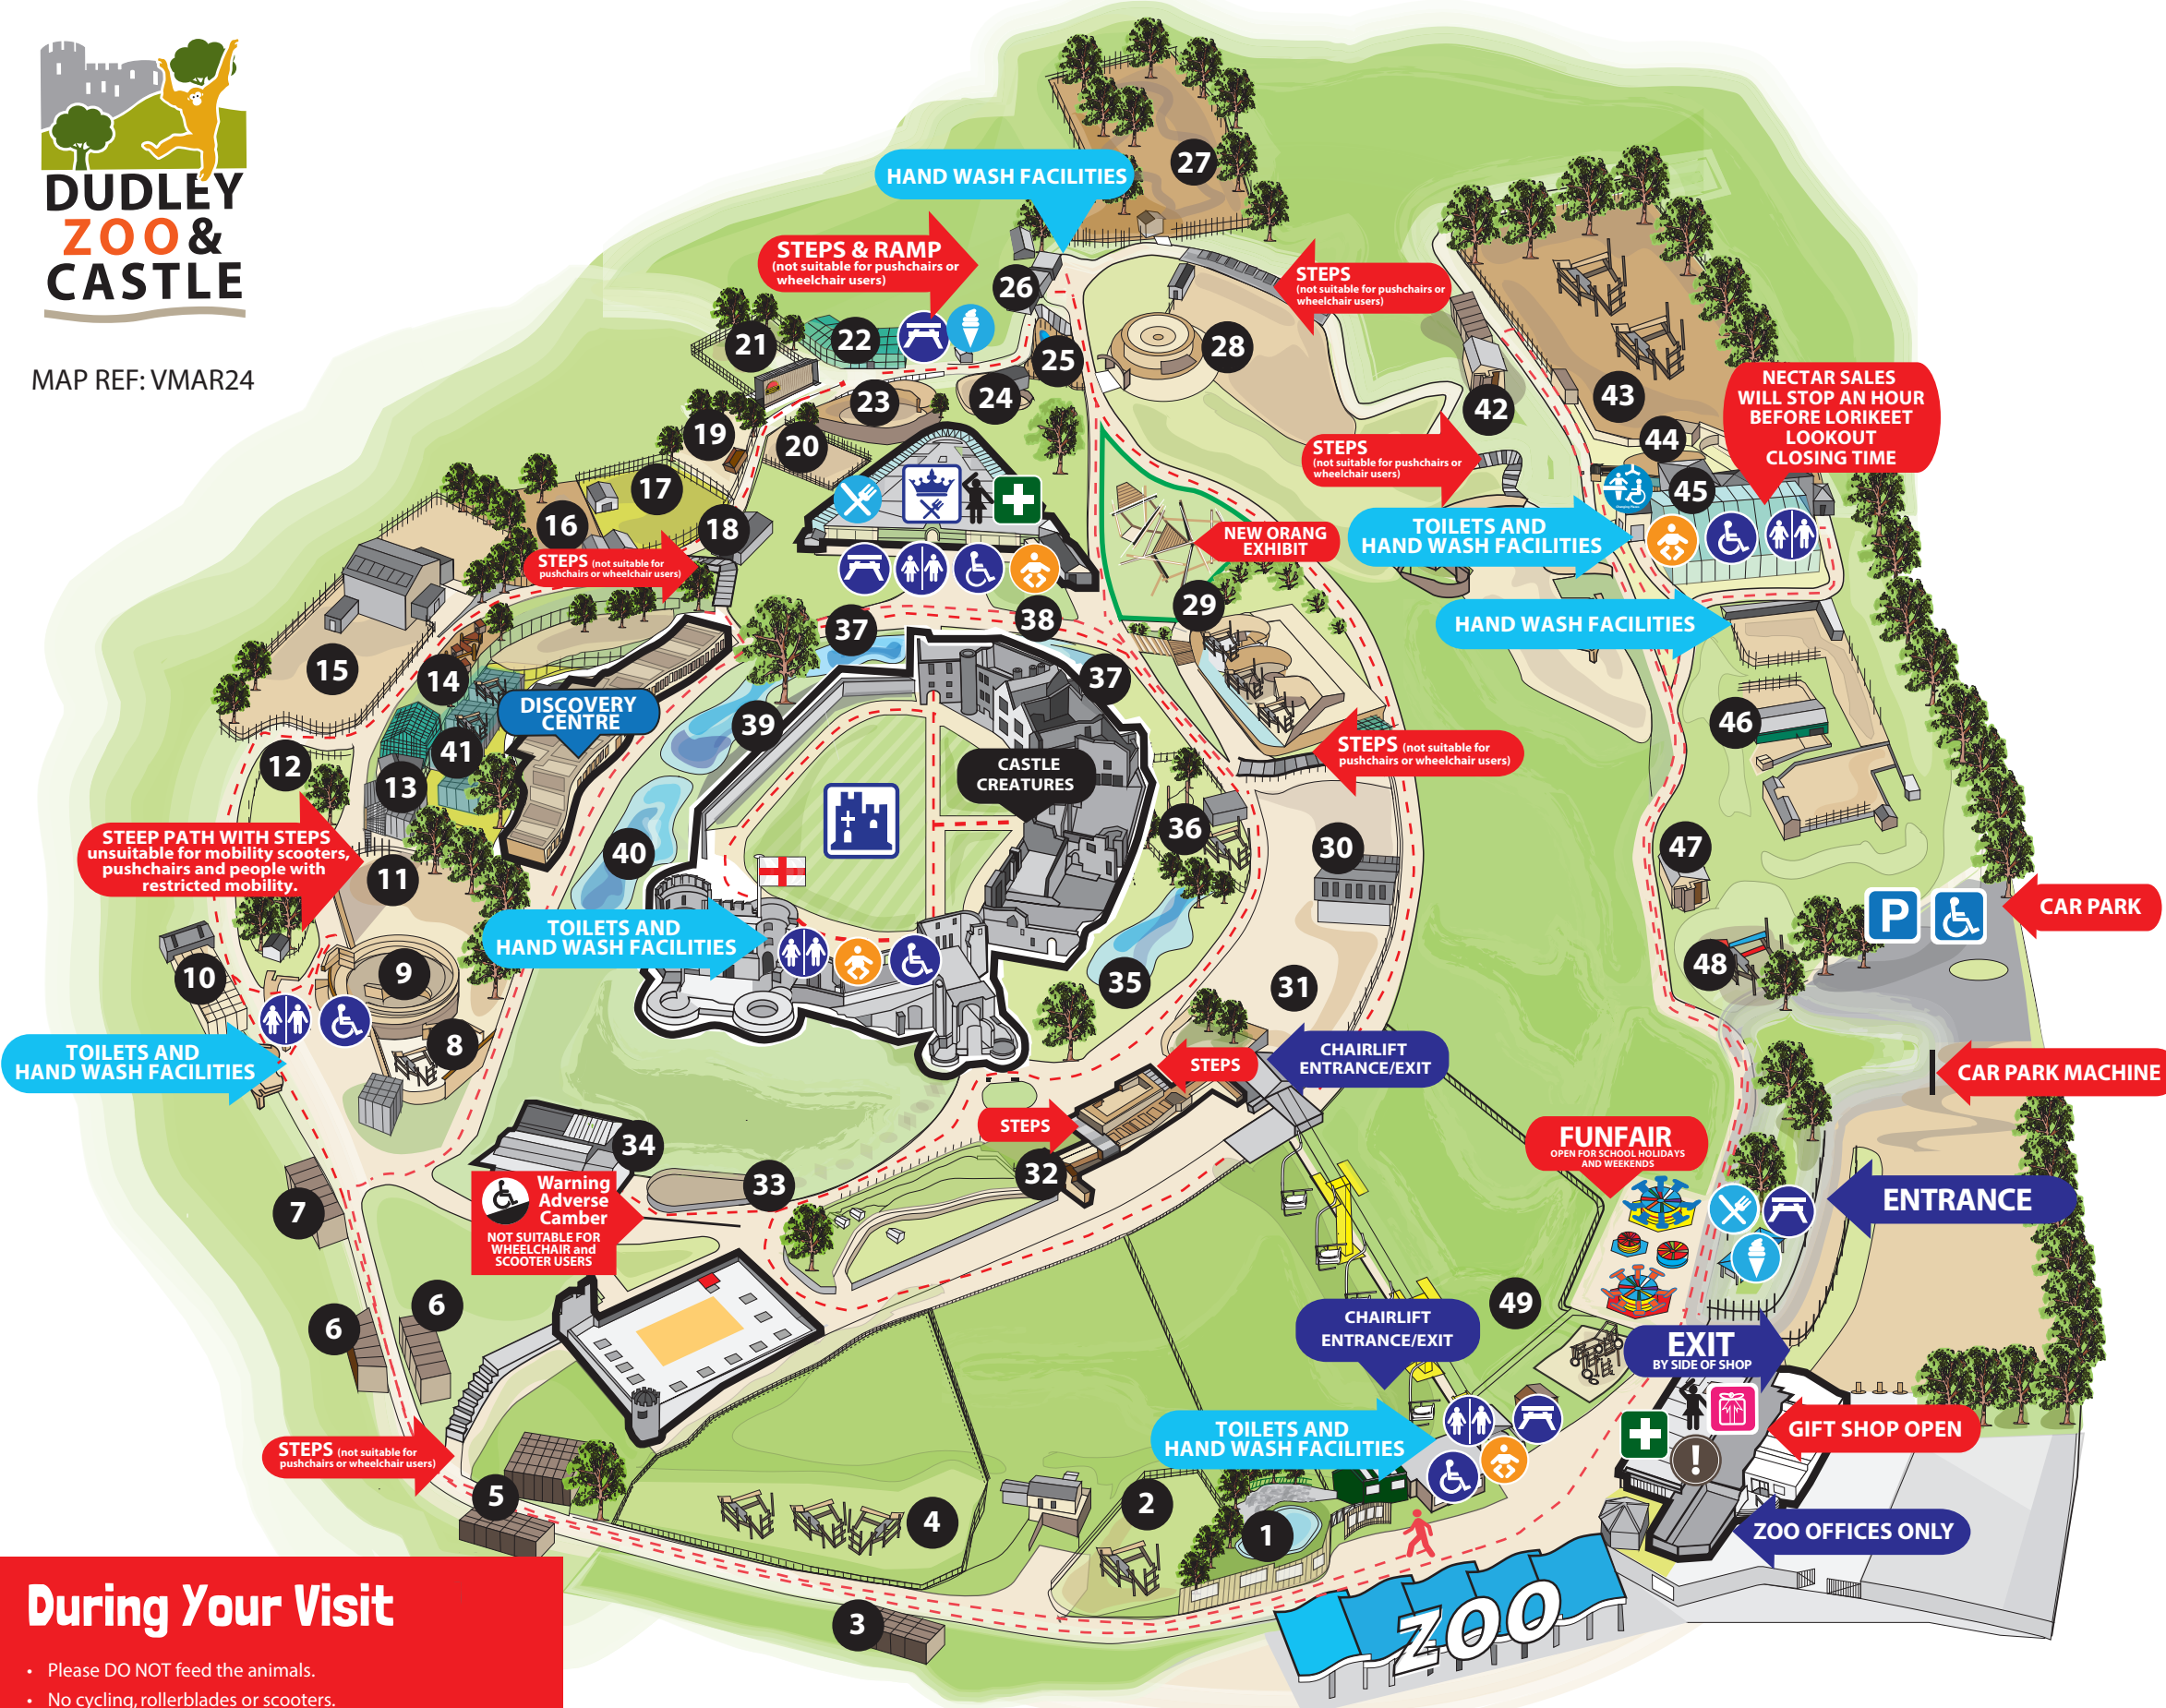 DUDLEY
ZOO &
CASTLE
MAP REF: VMAR24
HAND WASH FACILITIES
27
STEPS & RAMP
(not suitable for pushchairs or
wheelchair users)
STEPS
(not suitable for pushchairs or
wheelchair users)
26
21
22
25
28
23
24
19
20
42
43
44
NECTAR SALES
WILL STOP AN HOUR
BEFORE LORIKEET
LOOKOUT
CLOSING TIME
STEPS
(not suitable for pushchairs or
wheelchair users)
17
16
18
45
TOILETS AND
HAND WASH FACILITIES
NEW ORANG
EXHIBIT
STEPS (not suitable for
pushchairs or wheelchair users)
HAND WASH FACILITIES
29
38
37
37
15
14
DISCOVERY
CENTRE
39
41
46
12
13
CASTLE
CREATURES
STEPS (not suitable for
pushchairs or wheelchair users)
STEEP PATH WITH STEPS
unsuitable for mobility scooters,
pushchairs and people with
restricted mobility.
11
40
36
30
47
P
CAR PARK
TOILETS AND
HAND WASH FACILITIES
10
9
35
31
48
8
TOILETS AND
HAND WASH FACILITIES
STEPS
CHAIRLIFT
ENTRANCE/EXIT
CAR PARK MACHINE
STEPS
34
33
32
7
Warning
Adverse
Camber
NOT SUITABLE FOR
WHEELCHAIR and
SCOOTER USERS
FUNFAIR
OPEN FOR SCHOOL HOLIDAYS
AND WEEKENDS
ENTRANCE
6
6
49
CHAIRLIFT
ENTRANCE/EXIT
EXIT
BY SIDE OF SHOP
GIFT SHOP OPEN
TOILETS AND
HAND WASH FACILITIES
STEPS (not suitable for
pushchairs or wheelchair users)
!
5
4
2
1
ZOO OFFICES ONLY
3
ZOO
During Your Visit
• Please DO NOT feed the animals.
• No cycling, rollerblades or scooters.